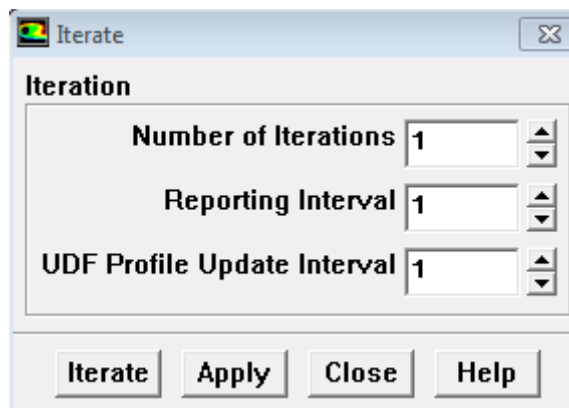 Iterate
Iteration
Number of Iterations 1
Reporting Interval 1
UDF Profile Update Interval 1
Iterate Apply Close Help